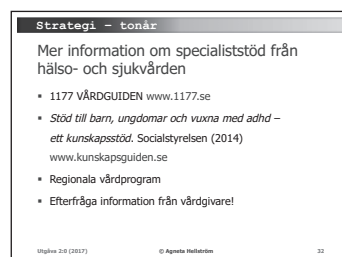 Strategi – tonår
Mer information om specialiststöd från
hälso- och sjukvården
▪ 1177 VÅRDGUIDEN www.1177.se
▪ Stöd till barn, ungdomar och vuxna med adhd –
ett kunskapsstöd. Socialstyrelsen (2014)
www.kunskapsguiden.se
▪ Regionala vårdprogram
▪ Efterfråga information från vårdgivare!
Utgåva 2:0 (2017) © Agneta Hellström 32